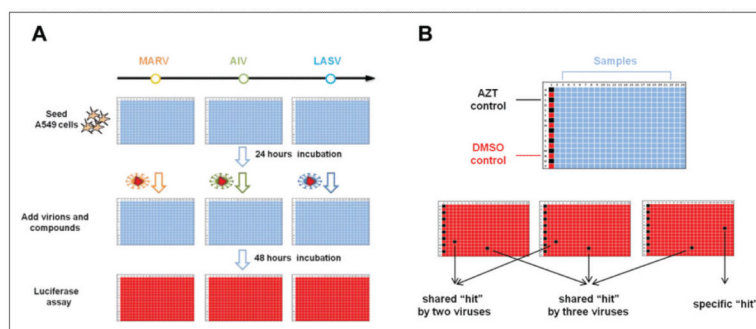 A
MARV AIV LASV
Seed
A549 cells
24 hours incubation
Add virions and
compounds
48 hours incubation
Luciferase
assay
B
Samples
AZT
control
DMSO
control
shared "hit"
by two viruses
shared "hit"
by three viruses
specific "hit"